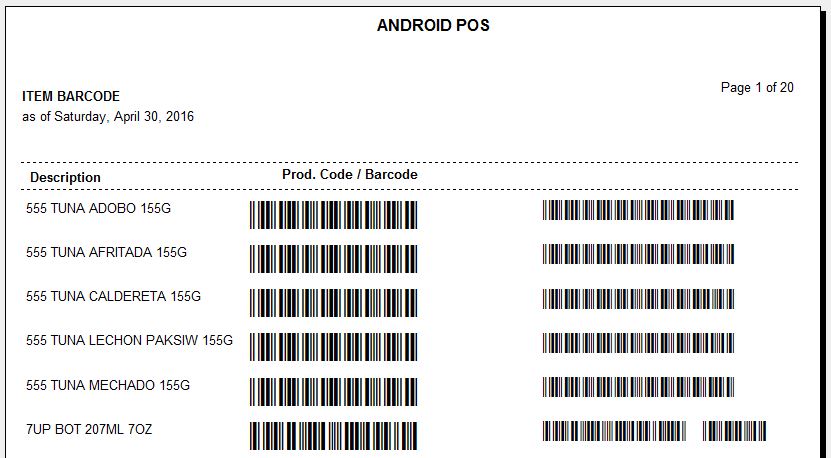 ANDROID POS
Page 1 of 20
ITEM BARCODE
as of Saturday, April 30, 2016
Description Prod. Code / Barcode
555 TUNA ADOBO 155G
555 TUNA AFRITADA 155G
555 TUNA CALDERETA 155G
555 TUNA LECHON PAKSIW 155G
555 TUNA MECHADO 155G
7UP BOT 207ML 7OZ